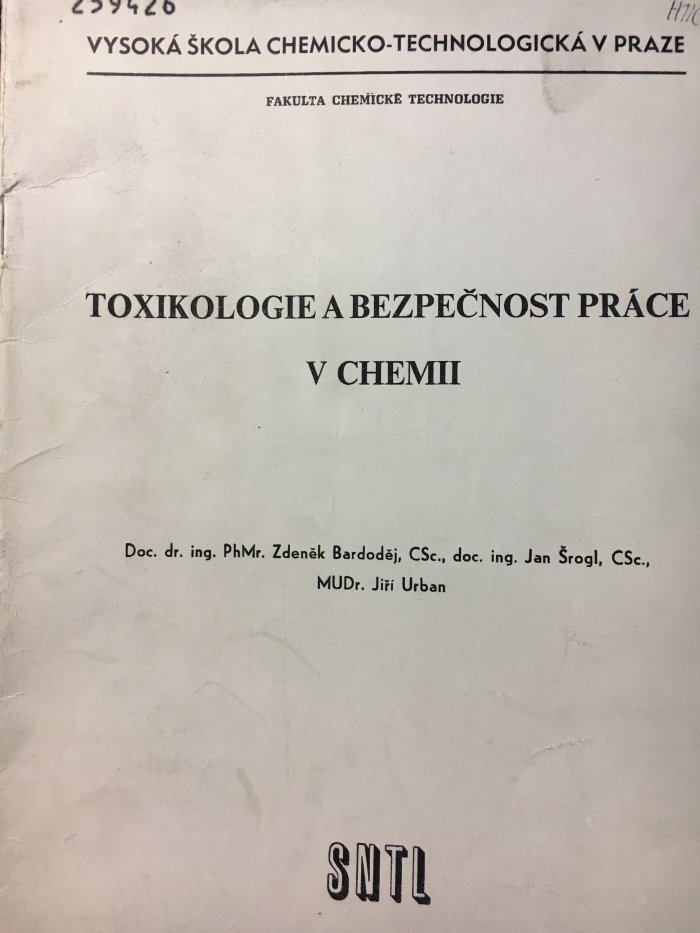 259426
VYSOKÁ ŠKOLA CHEMICKO-TECHNOLOGICKÁ V PRAZE
FAKULTA CHEMICKÉ TECHNOLOGIE
TOXIKOLOGIE A BEZPEČNOST PRÁCE
V CHEMII
Doc. dr. ing. PhMr. Zdeněk Bardoděj, CSc., doc. ing. Jan Šrogl, CSc.,
MUDr. Jiří Urban
SNTL